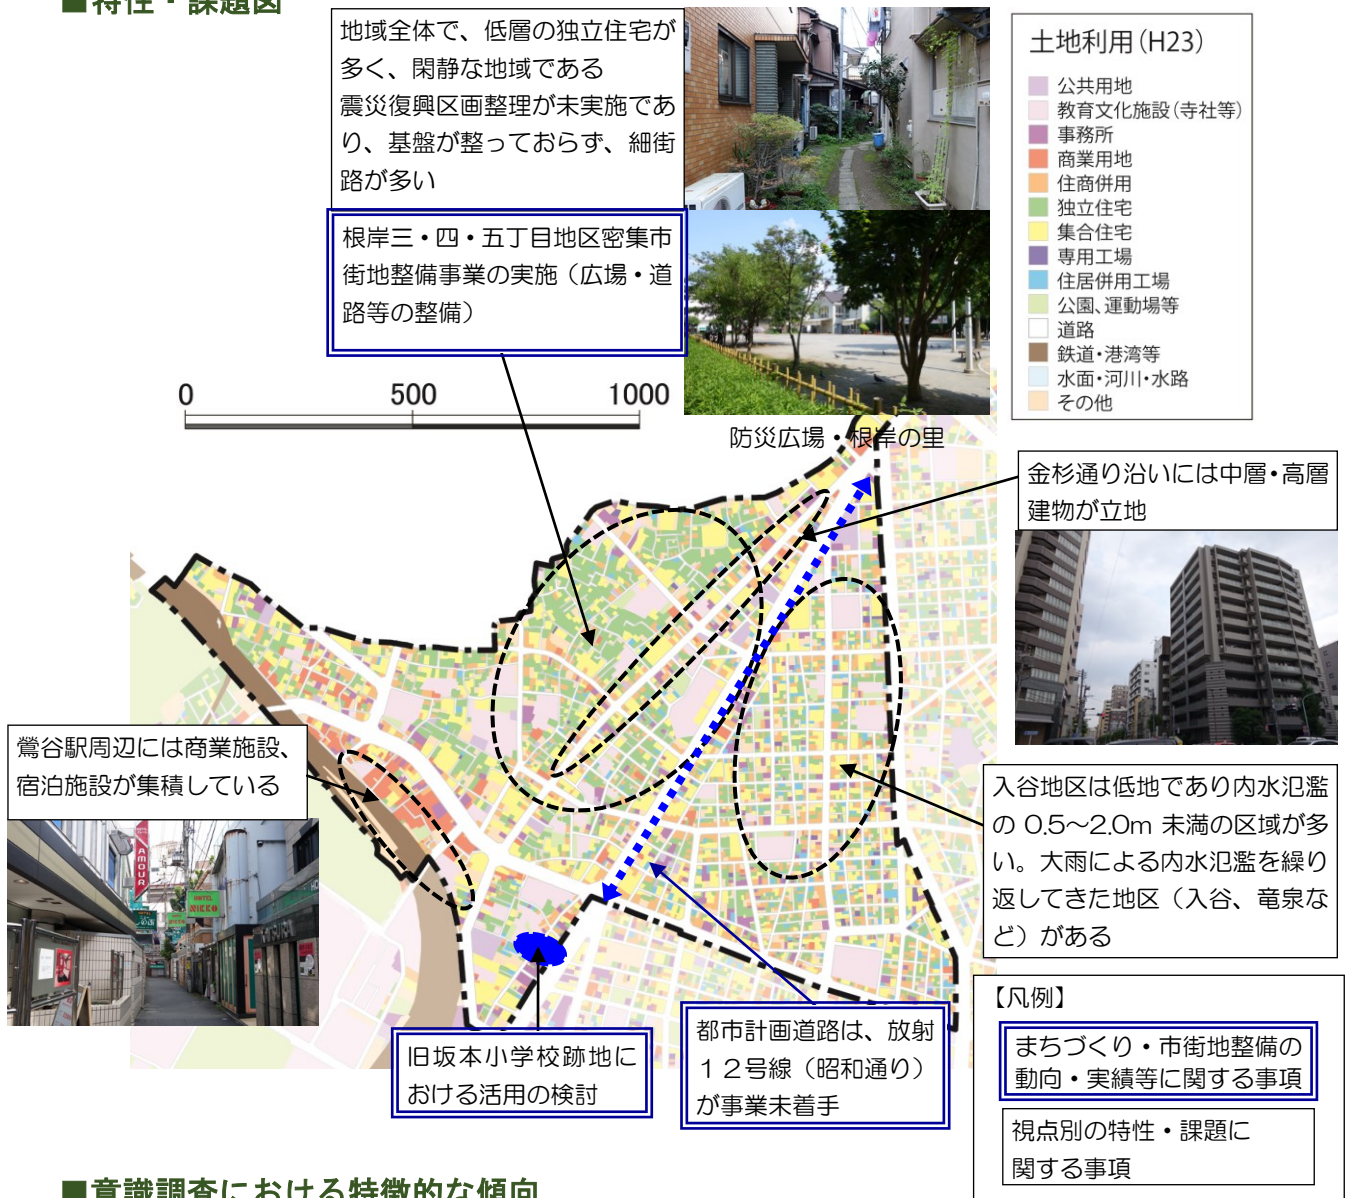 ■特性・課題図
地域全体で、低層の独立住宅が
多く、閑静な地域である
震災復興区画整理が未実施であ
り、基盤が整っておらず、細街
路が多い
根岸三・四・五丁目地区密集市
街地整備事業の実施（広場・道
路等の整備）
土地利用(H23)
公共用地
教育文化施設(寺社等)
事務所
商業用地
住商併用
独立住宅
集合住宅
専用工場
住居併用工場
公園、運動場等
道路
鉄道・港湾等
水面・河川・水路
その他
0 500 1000
防災広場・根岸の里
金杉通り沿いには中層・高層
建物が立地
鶯谷駅周辺には商業施設、
宿泊施設が集積している
AMOUR
HOTEL
NIKKO
入谷地区は低地であり内水氾濫
の 0.5～2.0m 未満の区域が多
い。大雨による内水氾濫を繰り
返してきた地区（入谷、竜泉な
ど）がある
旧坂本小学校跡地に
おける活用の検討
都市計画道路は、放射
１２号線（昭和通り）
が事業未着手
【凡例】
まちづくり・市街地整備の
動向・実績等に関する事項
視点別の特性・課題に
関する事項
■意識調査における特徴的な傾向